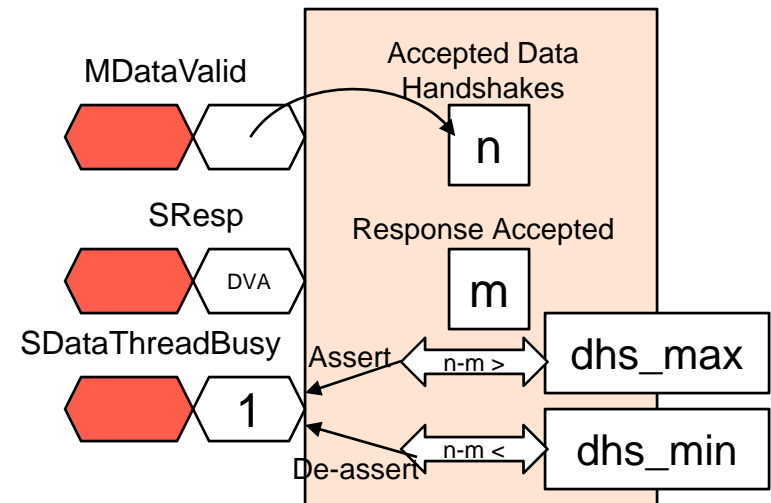 MDataValid
Accepted Data
Handshakes
n
SResp
DVA
Response Accepted
m
SDataThreadBusy
1
Assert
n-m >
dhs_max
De-assert
n-m <
dhs_min